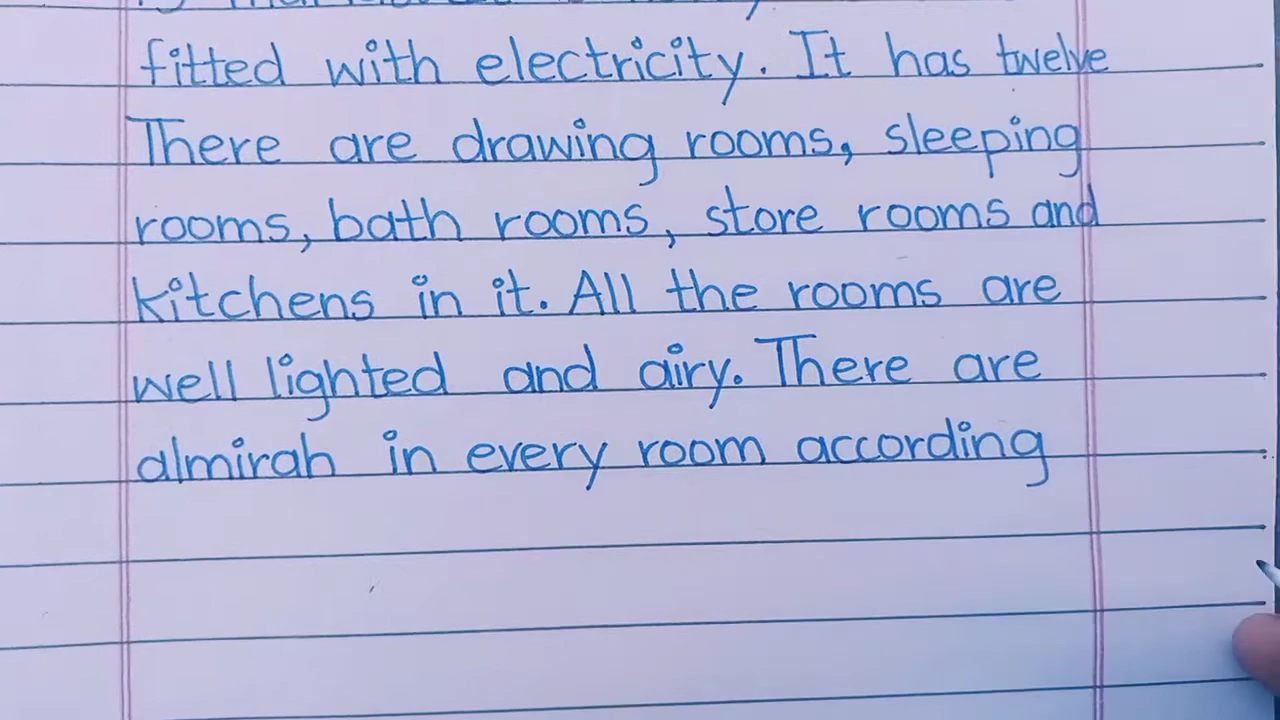 fitted with electricity. It has twelve
There are drawing rooms, sleeping
rooms, bath rooms, store rooms and
kitchens in it. All the rooms are
well lighted and airy. There are
almirah in every room according